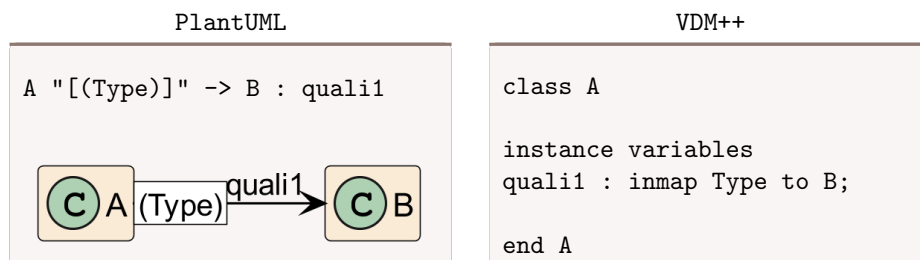 PlantUML
A "[(Type)]" -> B : quali1
C A (Type) quali1 C B
VDM++
class A
instance variables
quali1 : inmap Type to B;
end A